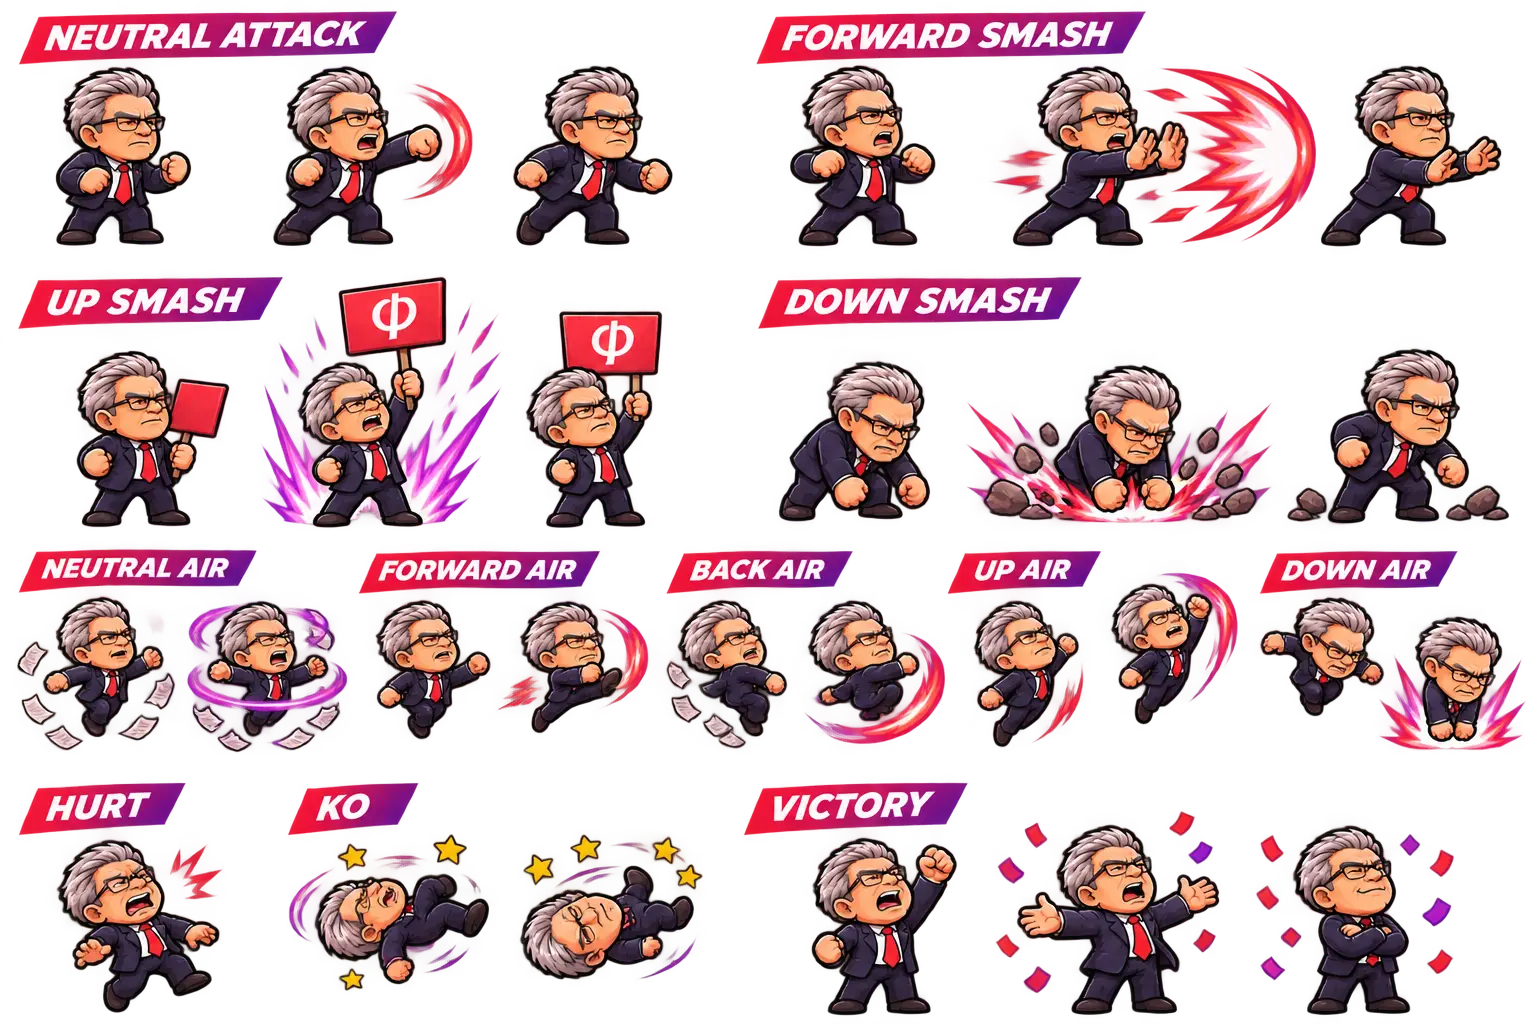 NEUTRAL ATTACK
FORWARD SMASH
UP SMASH
φ
φ
DOWN SMASH
NEUTRAL AIR
FORWARD AIR
BACK AIR
UP AIR
DOWN AIR
HURT
KO
VICTORY